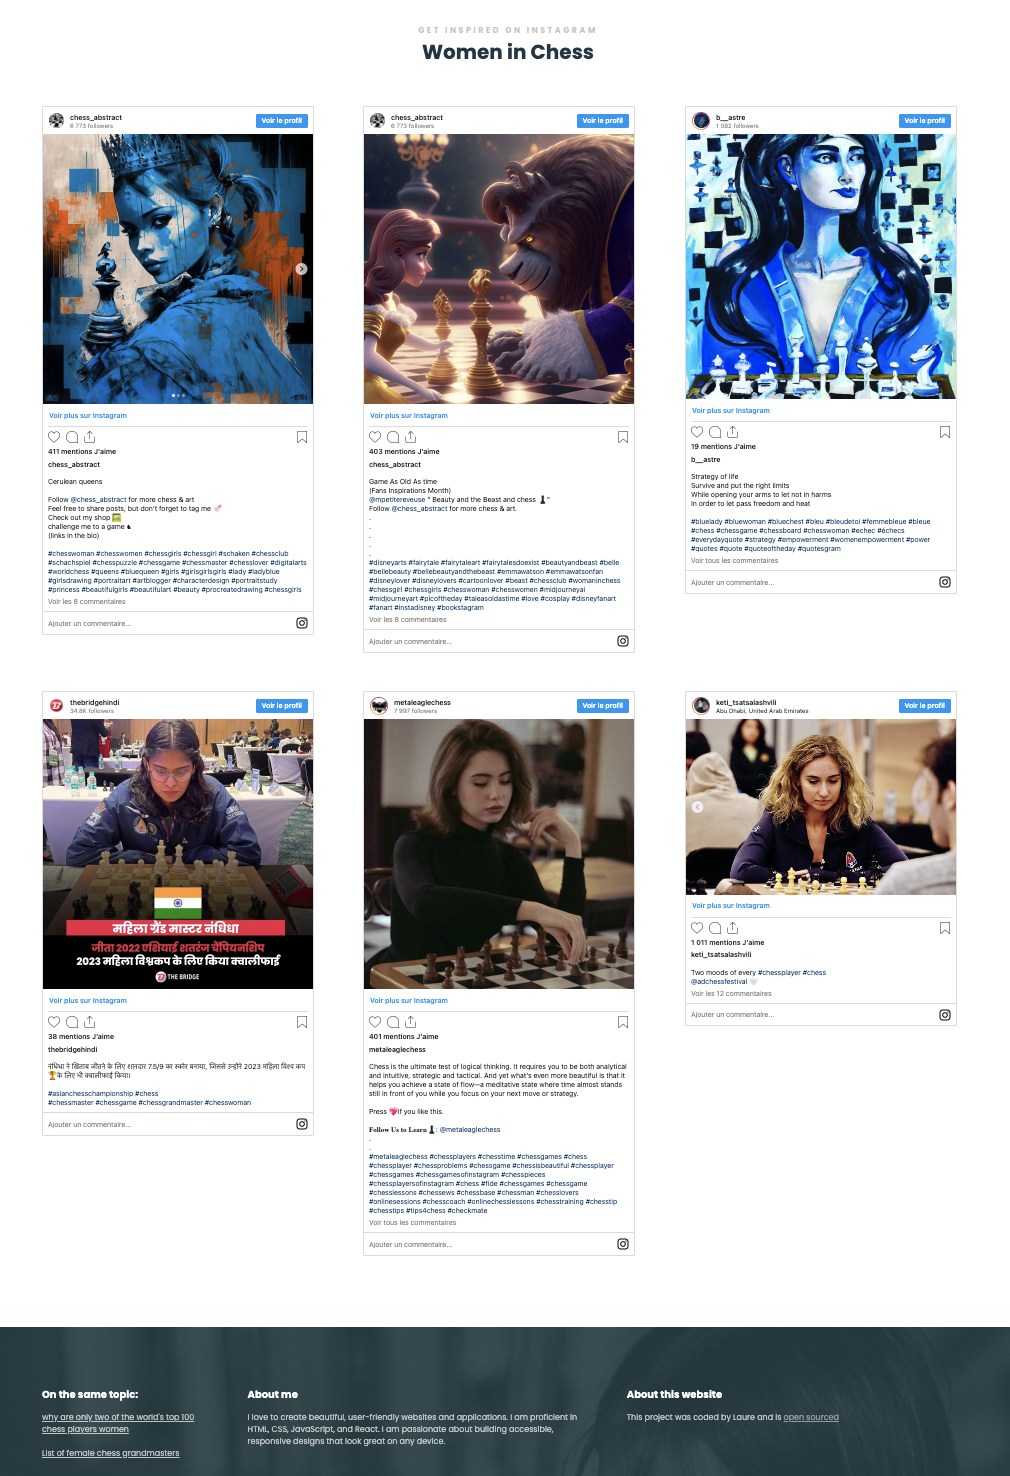 GET INSPIRED ON INSTAGRAM
Women in Chess
chess_abstract
6 773 followers
Voir le profil
Voir plus sur Instagram
411 mentions J'aime
chess_abstract
Cerulean queens
Follow @chess_abstract for more chess & art
Feel free to share posts, but don't forget to tag me 🚀
Check out my shop 🖼️
challenge me to a game ♞
(links in the bio)
#chesswoman #chesswomen #chessgirls #chessgirl #schaken #chessclub
#schachspiel #chesspuzzle #chessgame #chessmaster #chesslover #digitalarts
#worldchess #queens #bluequeen #girls #girlsgirlsgirls #lady #ladyblue
#girlsdrawing #portraitart #artblogger #characterdesign #portraitstudy
#princess #beautifulgirls #beautifulart #beauty #procreatedrawing #chessgirls
Voir les 8 commentaires
Ajouter un commentaire...
chess_abstract
6 773 followers
Voir le profil
Voir plus sur Instagram
403 mentions J'aime
chess_abstract
Game As Old As time
(Fans Inspirations Month)
@mpetitereveuse " Beauty and the Beast and chess ♟️"
Follow @chess_abstract for more chess & art.
.
.
.
.
.
#disneyarts #fairytale #fairytaleart #fairytalesdoexist #beautyandbeast #belle
#bellebeauty #bellebeautyandthebeast #emmawatson #emmawatsonfan
#disneylover #disneylovers #cartoonlover #beast #chessclub #womaninchess
#chessgirl #chessgirls #chesswoman #chesswomen #midjourneyai
#midjourneyart #picoftheday #taleasoldastime #love #cosplay #disneyfanart
#fanart #instadisney #bookstagram
Voir les 8 commentaires
Ajouter un commentaire...
b__astre
1 082 followers
Voir le profil
Voir plus sur Instagram
19 mentions J'aime
b__astre
Strategy of life
Survive and put the right limits
While opening your arms to let not in harms
In order to let pass freedom and heat
#bluelady #bluewoman #bluechest #bleu #bleudetoi #femmebleue #bleue
#chess #chessgame #chessboard #chesswoman #echec #échecs
#everydayquote #strategy #empowerment #womenempowerment #power
#quotes #quote #quoteoftheday #quotesgram
Voir tous les commentaires
Ajouter un commentaire...
thebridgehindi
34.8K followers
Voir le profil
महिला ग्रैंड मास्टर नंधिधा
जीता 2022 एशियाई शतरंज चैंपियनशिप
2023 महिला विश्वकप के लिए किया क्वालीफाई
THE BRIDGE
Voir plus sur Instagram
38 mentions J'aime
thebridgehindi
नंधिधा ने खिताब जीतने के लिए शानदार 7.5/9 का स्कोर बनाया, जिससे उन्होंने 2023 महिला विश्व कप
🏆के लिए भी क्वालीफाई किया।
#asianchesschampionship #chess
#chessmaster #chessgame #chessgrandmaster #chesswoman
Ajouter un commentaire...
metaleaglechess
7 997 followers
Voir le profil
Voir plus sur Instagram
401 mentions J'aime
metaleaglechess
Chess is the ultimate test of logical thinking. It requires you to be both analytical
and intuitive, strategic and tactical. And yet what's even more beautiful is that it
helps you achieve a state of flow—a meditative state where time almost stands
still in front of you while you focus on your next move or strategy.
Press 💗if you like this.
Follow Us to Learn ♟️: @metaleaglechess
.
.
#metaleaglechess #chessplayers #chesstime #chessgames #chess
#chessplayer #chessproblems #chessgame #chessisbeautiful #chessplayer
#chessgames #chessgamesofinstagram #chesspieces
#chessplayersofinstagram #chess #fide #chessgames #chessgame
#chesslessons #chessews #chessbase #chessman #chesslovers
#onlinesessions #chesscoach #onlinechesslessons #chesstraining #chesstip
#chesstips #tips4chess #checkmate
Voir tous les commentaires
Ajouter un commentaire...
keti_tsatsalashvili
Abu Dhabi, United Arab Emirates
Voir le profil
Voir plus sur Instagram
1 011 mentions J'aime
keti_tsatsalashvili
Two moods of every #chessplayer #chess
@adchessfestival 🤍
Voir les 12 commentaires
Ajouter un commentaire...
On the same topic:
why are only two of the world's top 100
chess players women
List of female chess grandmasters
About me
I love to create beautiful, user-friendly websites and applications. I am proficient in
HTML, CSS, JavaScript, and React. I am passionate about building accessible,
responsive designs that look great on any device.
About this website
This project was coded by Laure and is open sourced